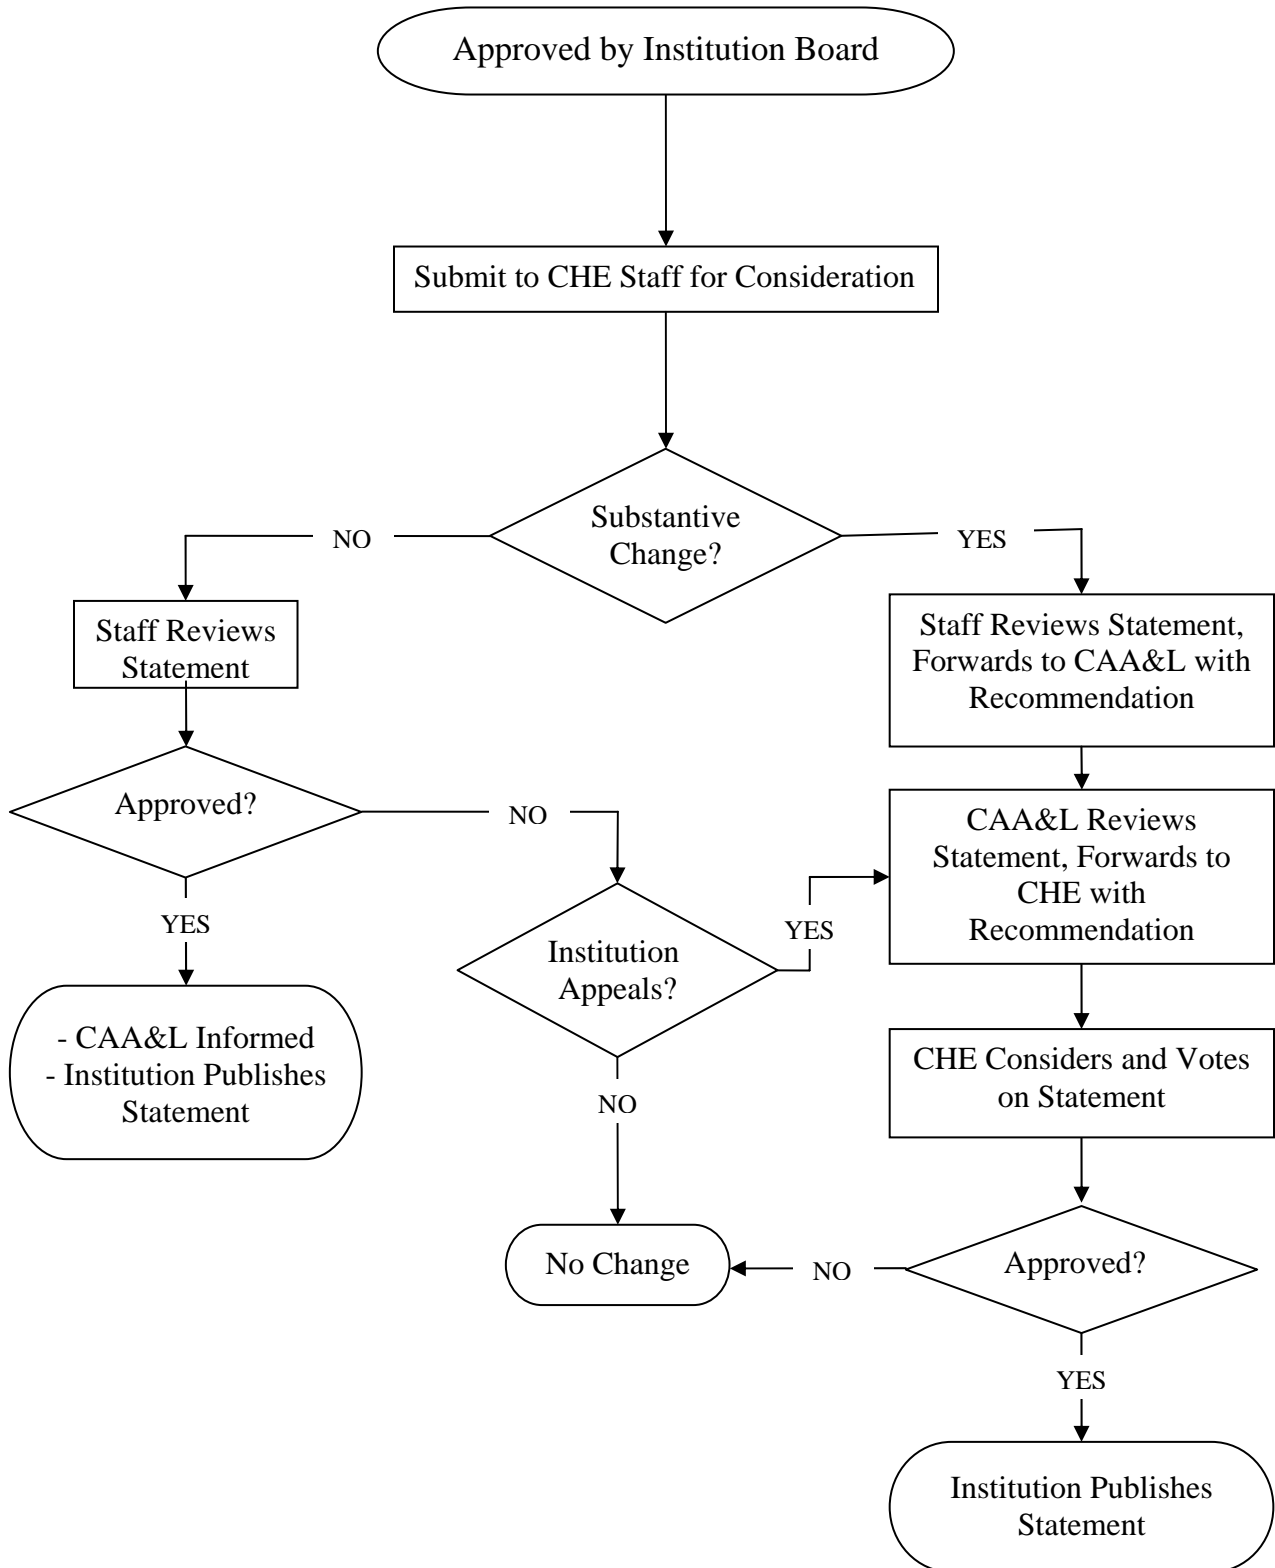 Approved by Institution Board
Submit to CHE Staff for Consideration
Substantive
Change?
NO
YES
Staff Reviews
Statement
Staff Reviews Statement,
Forwards to CAA&L with
Recommendation
Approved?
NO
CAA&L Reviews
Statement, Forwards to
CHE with
Recommendation
YES
YES
Institution
Appeals?
- CAA&L Informed
- Institution Publishes
Statement
CHE Considers and Votes
on Statement
NO
No Change
NO
Approved?
YES
Institution Publishes
Statement